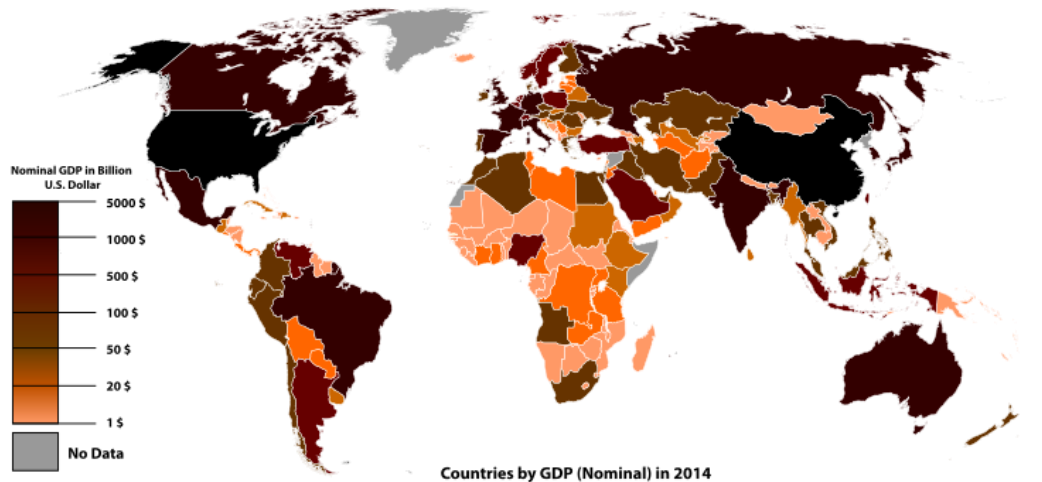 Nominal GDP in Billion
U.S. Dollar
5000 $
1000 $
500 $
100 $
50 $
20 $
1 $
No Data
Countries by GDP (Nominal) in 2014